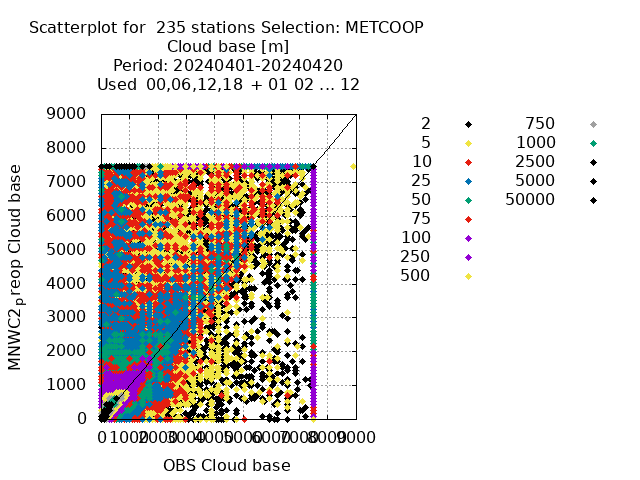 Scatterplot for 235 stations Selection: METCOOP
Cloud base [m]
Period: 20240401-20240420
Used 00,06,12,18 + 01 02 ... 12
9000
8000
7000
6000
5000
4000
3000
2000
1000
0
MNWC2preop Cloud base
0 1000 2000 3000 4000 5000 6000 7000 8000 9000
OBS Cloud base
2 750
5 1000
10 2500
25 5000
50 50000
75
100
250
500